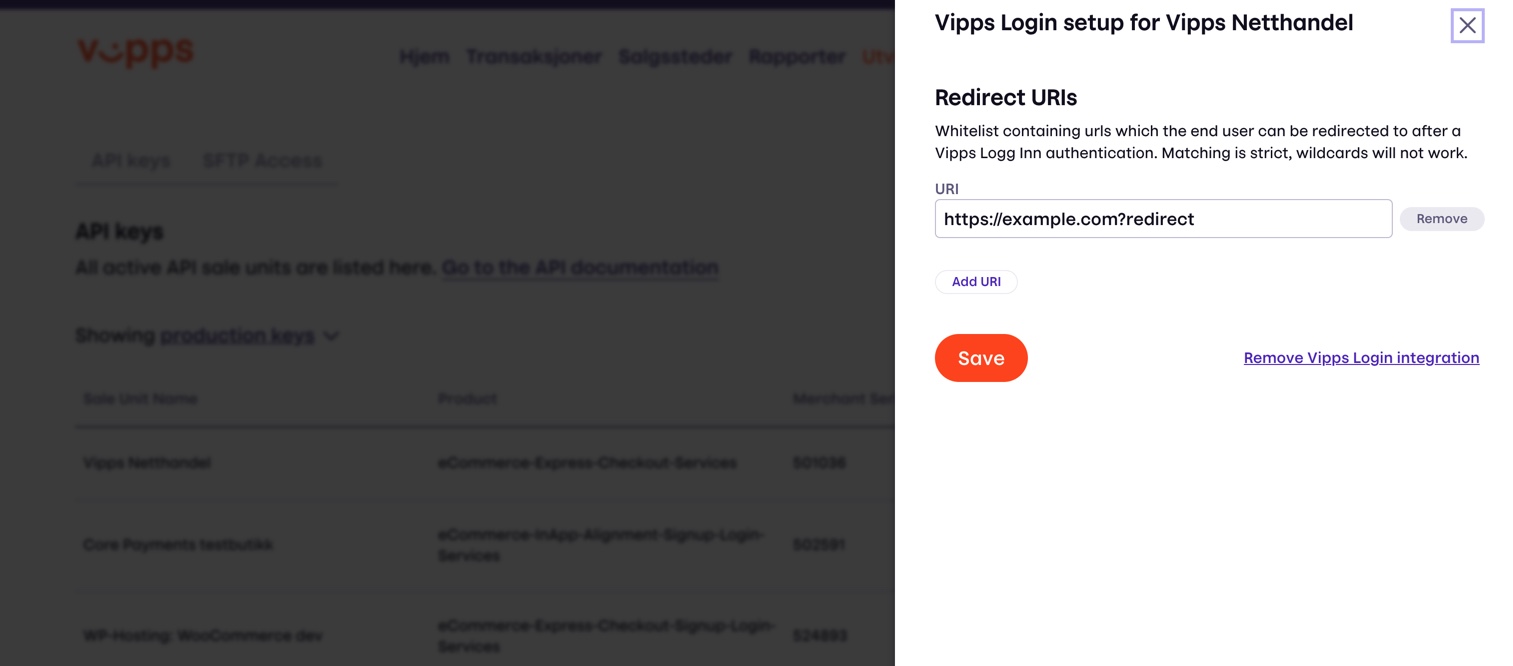 vipps
Hjem Transaksjoner Salgssteder Rapporter Utv
API keys SFTP Access
API keys
All active API sale units are listed here. Go to the API documentation
Showing production keys
Sale Unit Name Product Merchant Ser
Vipps Netthandel eCommerce-Express-Checkout-Services 501036
Core Payments testbutikk eCommerce-InApp-Alignment-Signup-Login-
Services 502591
WP-Hosting: WooCommerce dev eCommerce-Express-Checkout-Signup-Login-
Services 524893
Vipps Login setup for Vipps Netthandel
Redirect URIs
Whitelist containing urls which the end user can be redirected to after a
Vipps Logg Inn authentication. Matching is strict, wildcards will not work.
URI
https://example.com?redirect Remove
Add URI
Save Remove Vipps Login integration